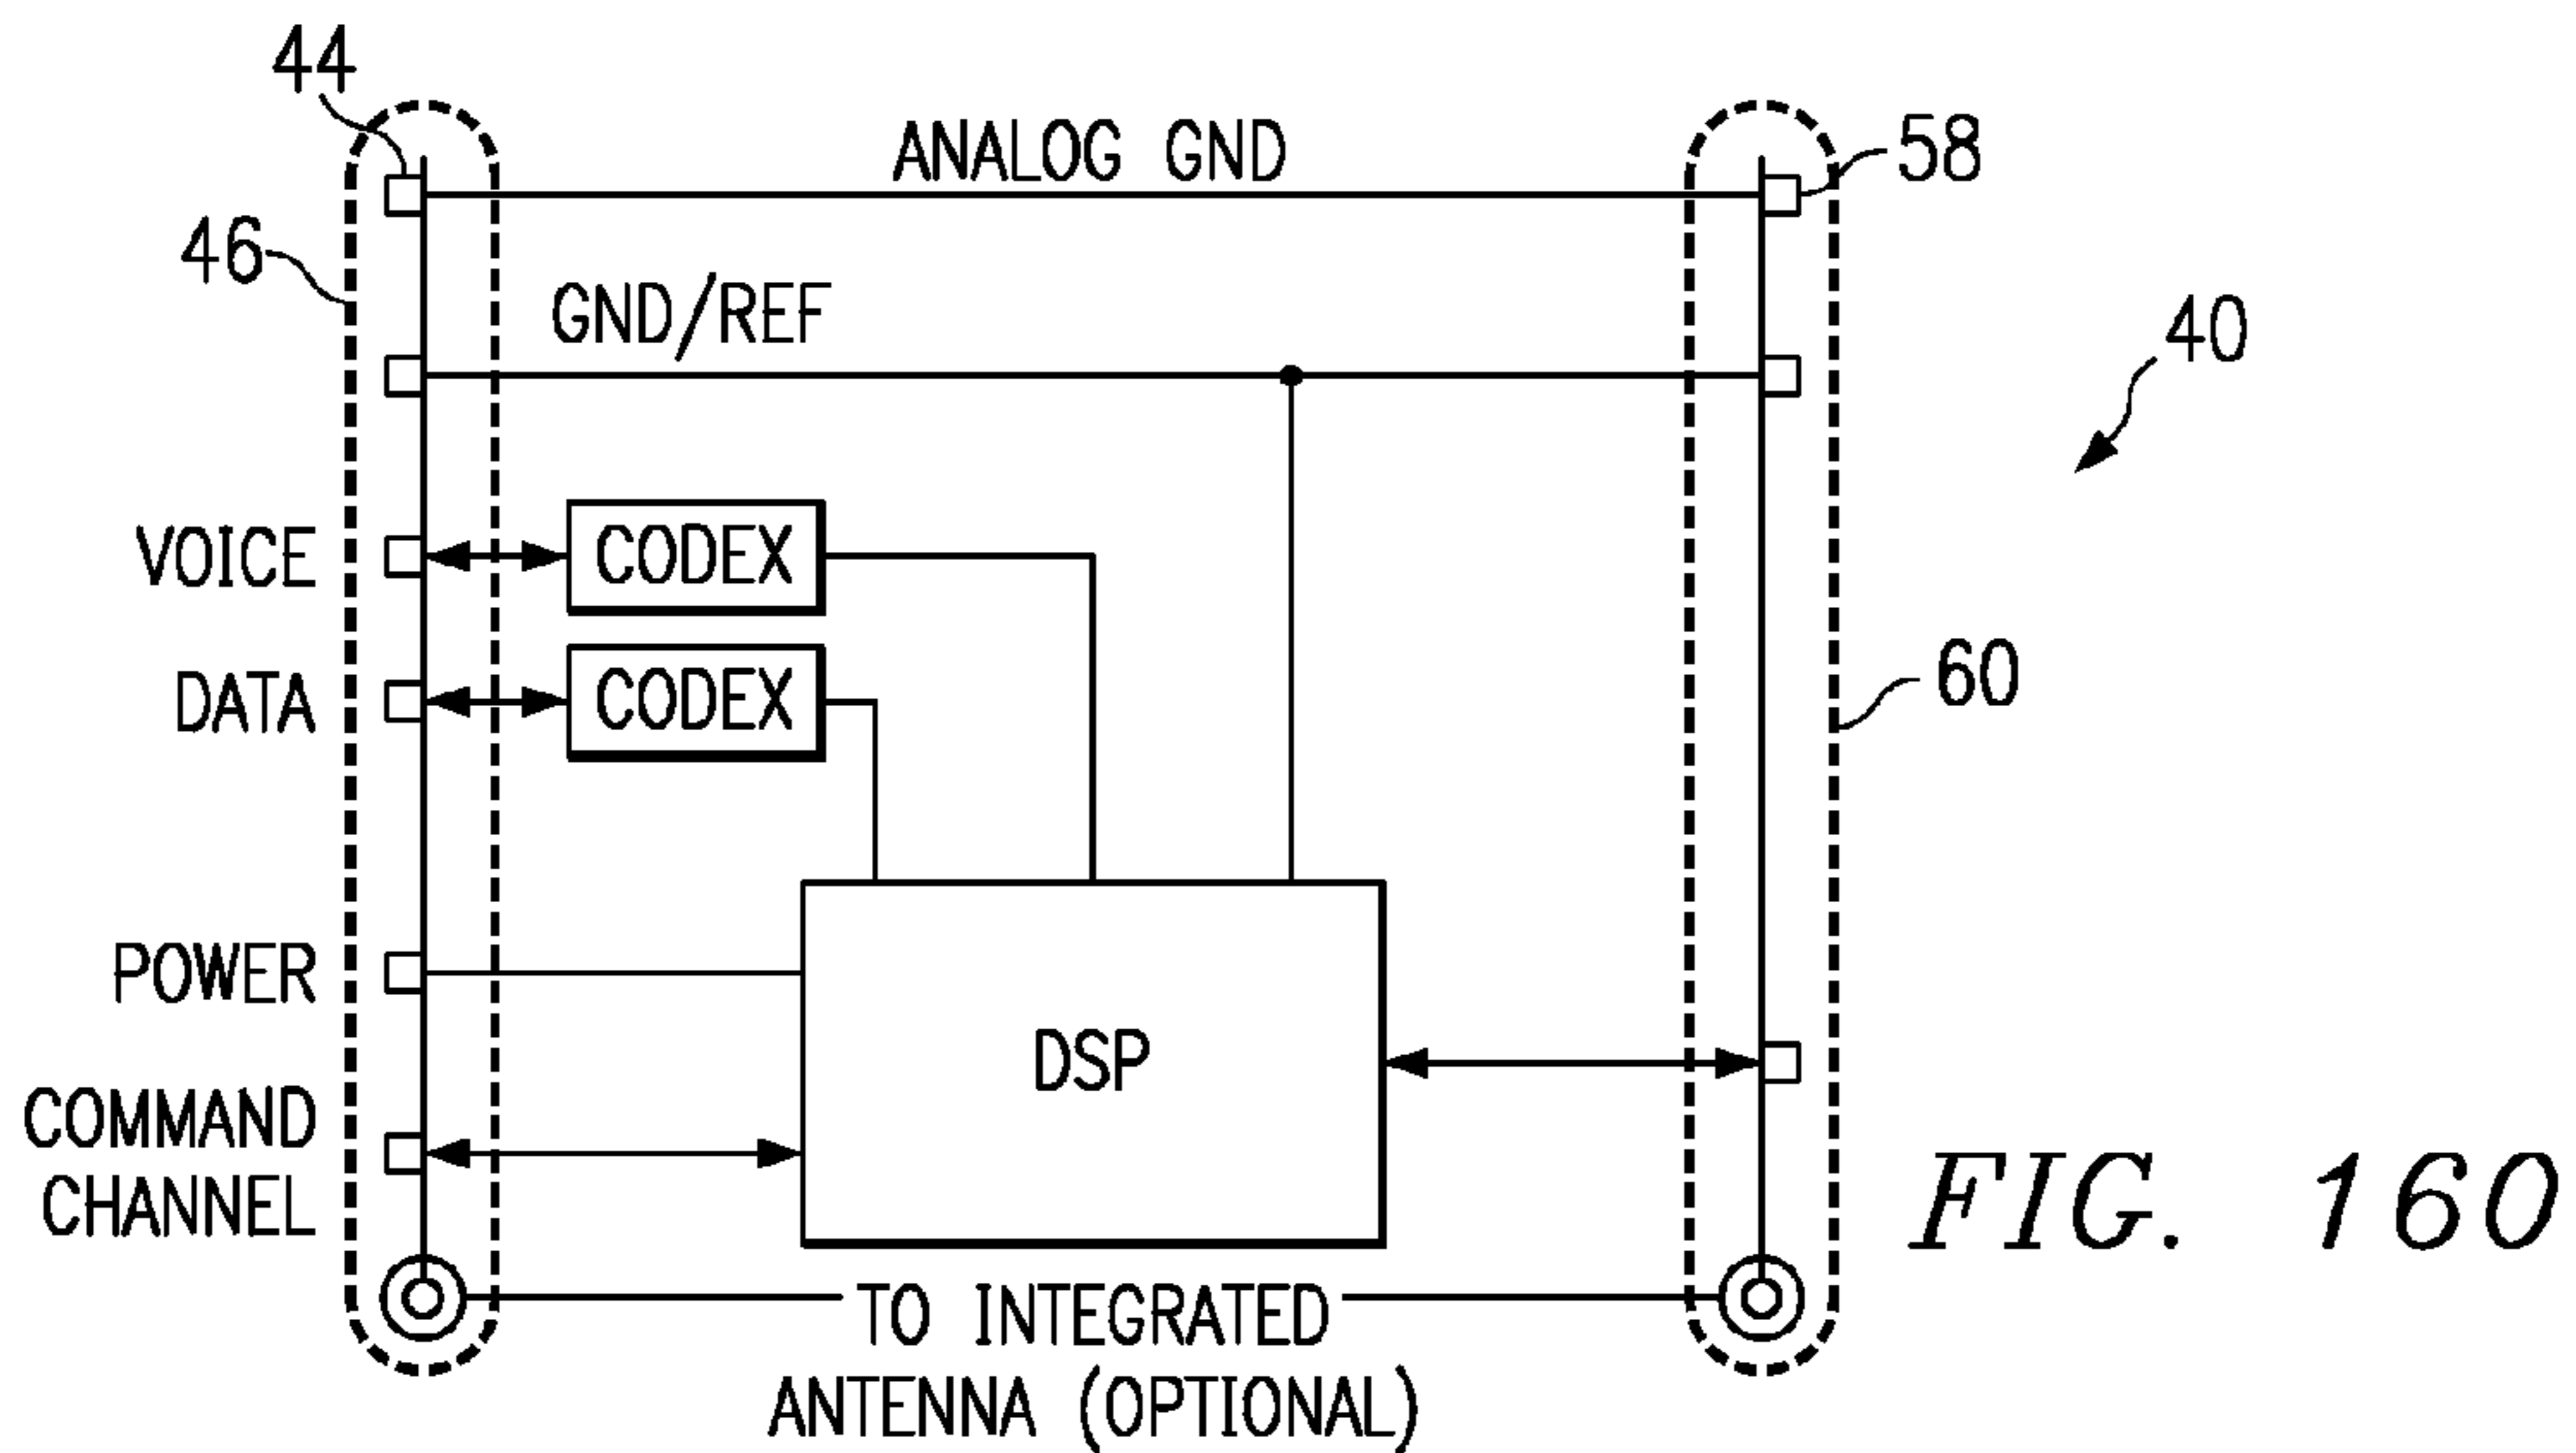 44
ANALOG GND
58
46
GND/REF
40
VOICE
CODEX
DATA
CODEX
60
POWER
DSP
COMMAND
CHANNEL
FIG. 160
TO INTEGRATED
ANTENNA (OPTIONAL)